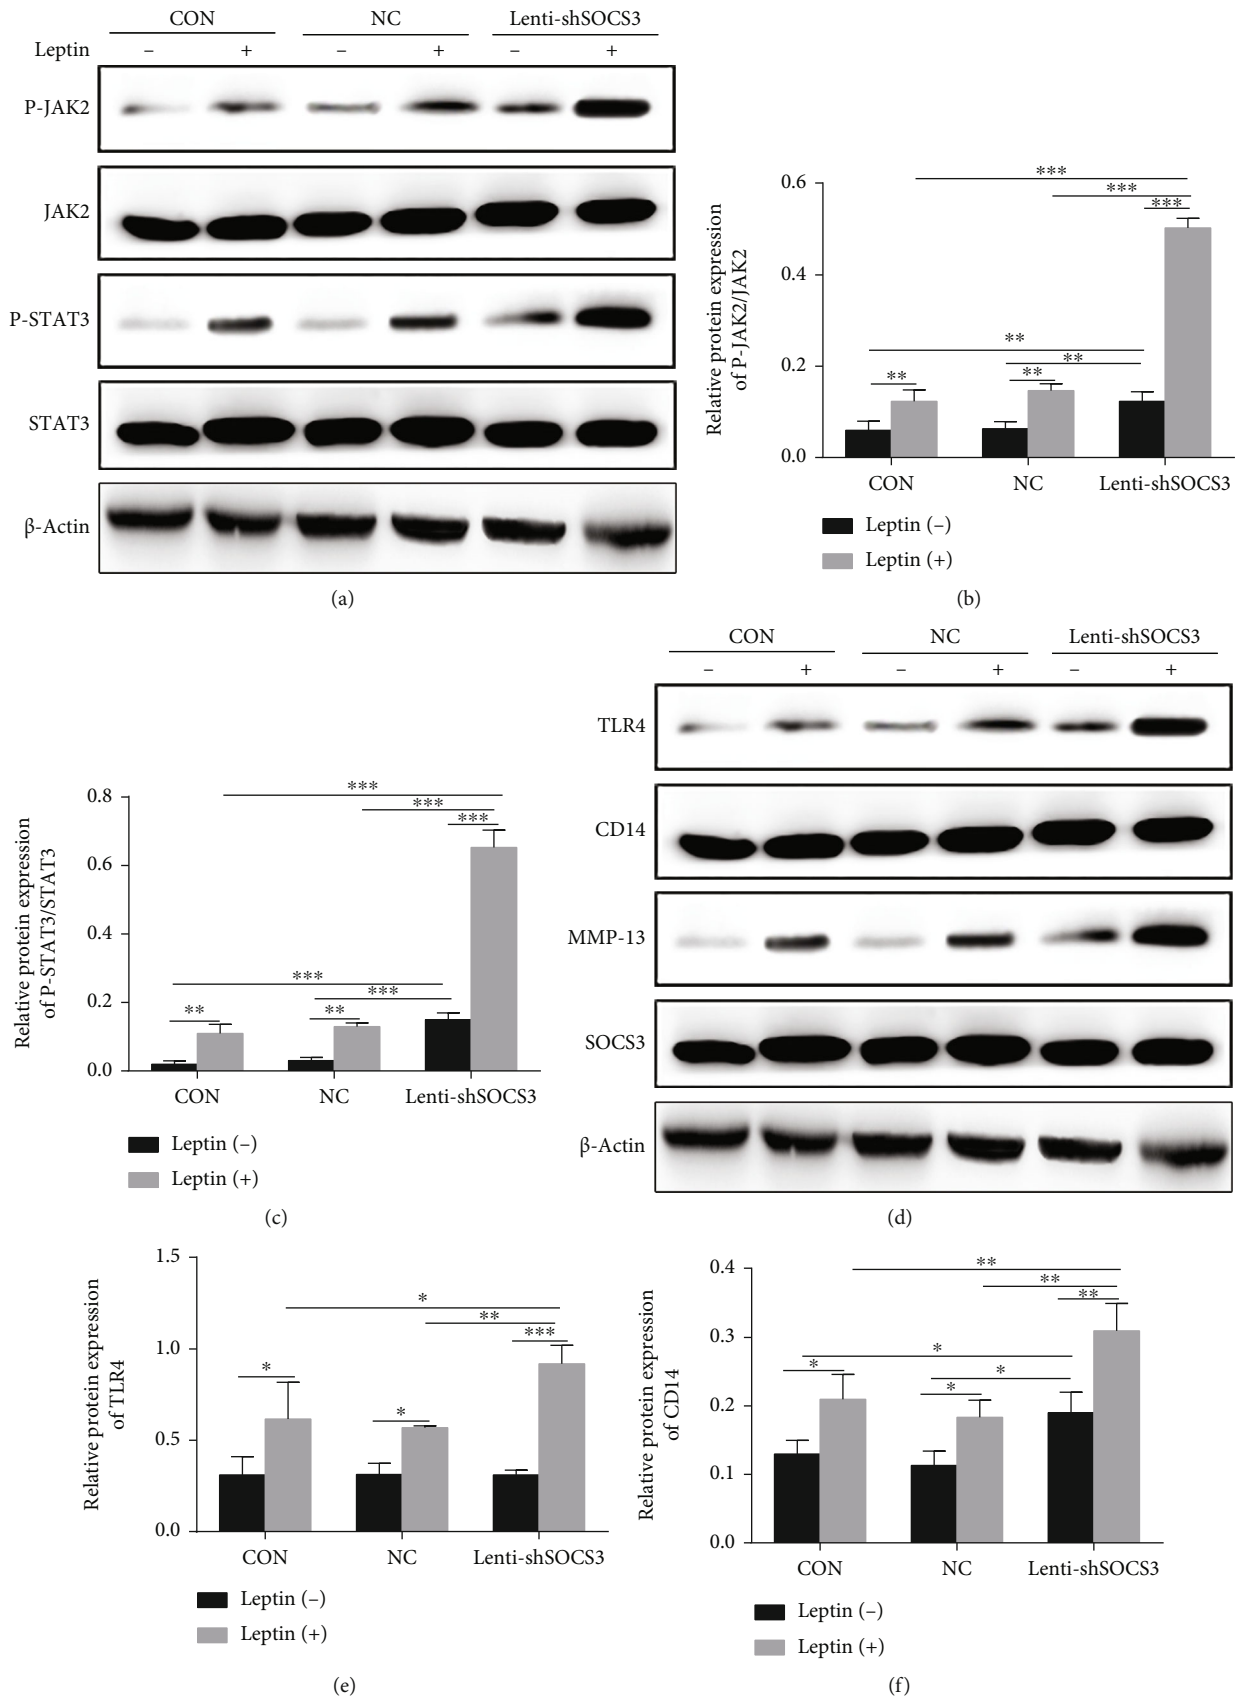 CON NC Lenti-shSOCS3
Leptin – + – + – +
P-JAK2
JAK2
P-STAT3
STAT3
β-Actin
(a)
Relative protein expression
of P-JAK2/JAK2
0.6
0.4
0.2
0.0
***
***
***
**
**
**
**
CON NC Lenti-shSOCS3
Leptin (–)
Leptin (+)
(b)
Relative protein expression
of P-STAT3/STAT3
0.8
0.6
0.4
0.2
0.0
***
***
***
***
***
**
**
CON NC Lenti-shSOCS3
Leptin (–)
Leptin (+)
(c)
CON NC Lenti-shSOCS3
– + – + – +
TLR4
CD14
MMP-13
SOCS3
β-Actin
(d)
Relative protein expression
of TLR4
1.5
1.0
0.5
0.0
*
**
***
*
*
CON NC Lenti-shSOCS3
Leptin (–)
Leptin (+)
(e)
Relative protein expression
of CD14
0.4
0.3
0.2
0.1
0.0
**
**
**
*
*
*
*
CON NC Lenti-shSOCS3
Leptin (–)
Leptin (+)
(f)